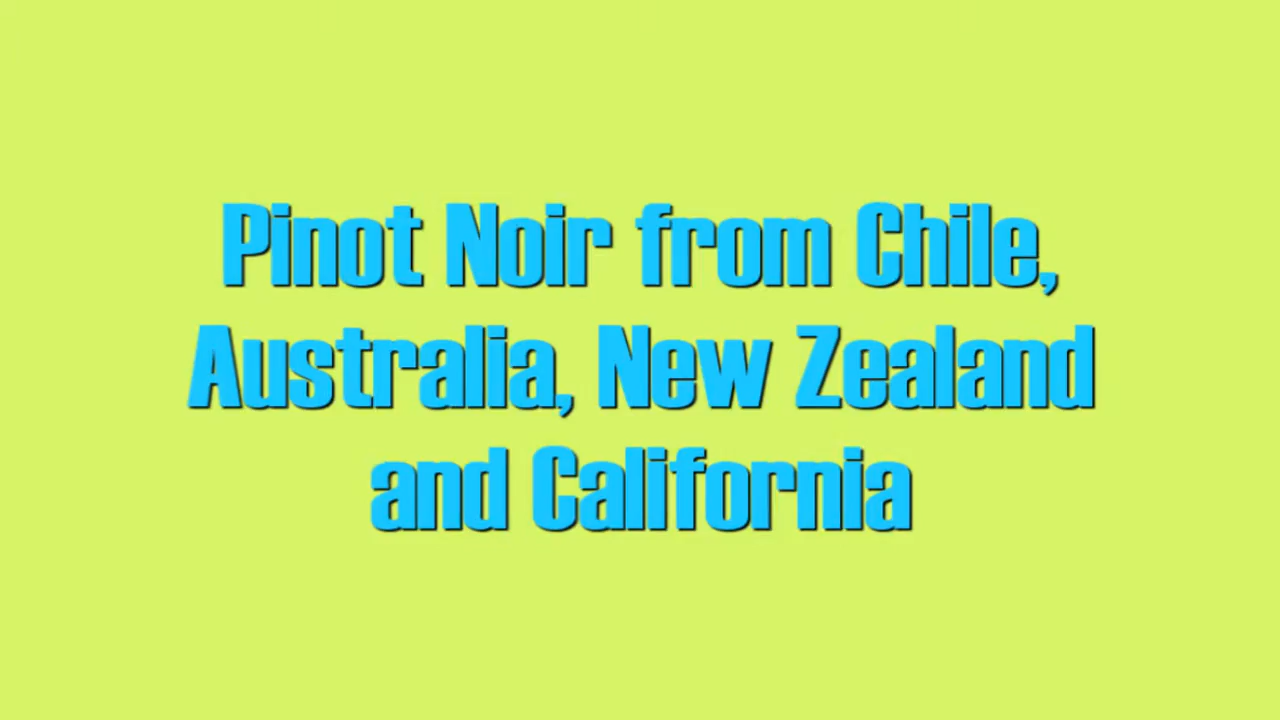 Pinot Noir from Chile,
Australia, New Zealand
and California